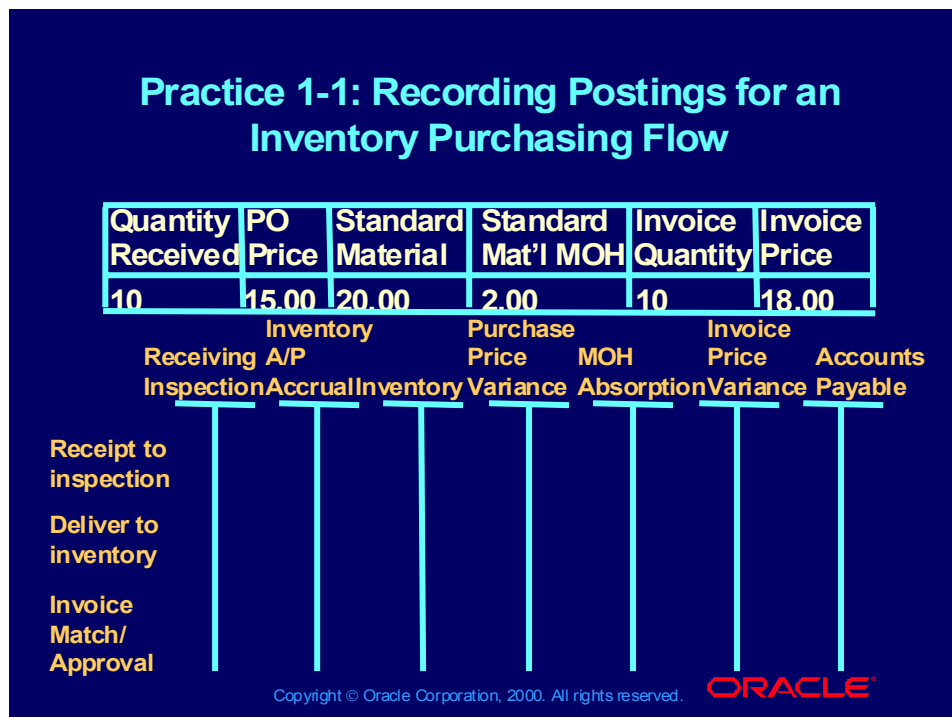 Practice 1-1: Recording Postings for an
Inventory Purchasing Flow
Quantity Received
PO Price
Standard Material
Standard Mat'l MOH
Invoice Quantity
Invoice Price
10
15.00
20.00
2.00
10
18.00
Receiving
Inspection
Inventory
A/P
Accrual
Inventory
Purchase
Price
Variance
MOH
Absorption
Invoice
Price
Variance
Accounts
Payable
Receipt to
inspection
Deliver to
inventory
Invoice
Match/
Approval
Copyright © Oracle Corporation, 2000. All rights reserved.
ORACLE®